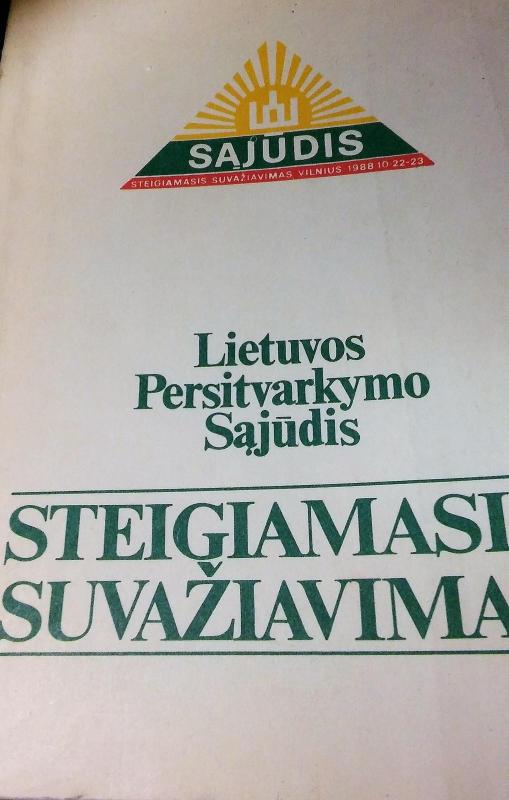 SĄJŪDIS
STEIGIAMASIS SUVAŽIAVIMAS VILNIUS 1988 10 22-23
Lietuvos
Persitvarkymo
Sąjūdis
STEIGIAMASI
SUVAŽIAVIMA